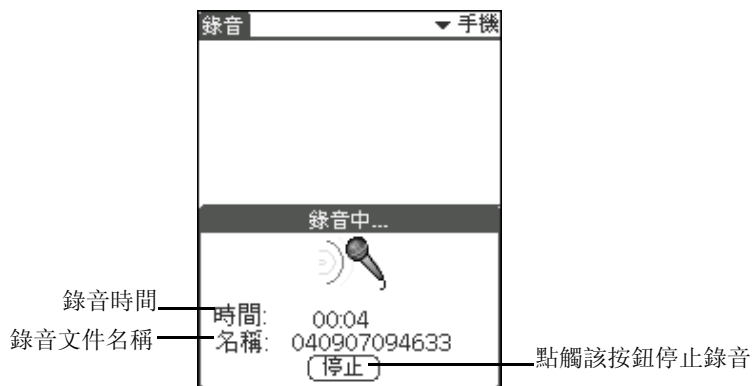 錄音 ▼ 手機
錄音中...
錄音時間
時間: 00:04
錄音文件名稱
名稱: 040907094633
停止
點觸該按鈕停止錄音